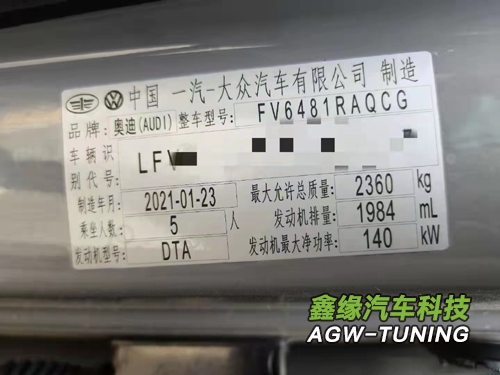 中国 一汽-大众汽车有限公司 制造
品牌: 奥迪(AUDI) 整车型号: FV6481RAQCG
车辆识别代号: LFV
制造年月: 2021-01-23 最大允许总质量: 2360 kg
乘坐人数: 5 人 发动机排量: 1984 mL
发动机型号: DTA 发动机最大净功率: 140 kW
鑫缘汽车科技
AGW-TUNING